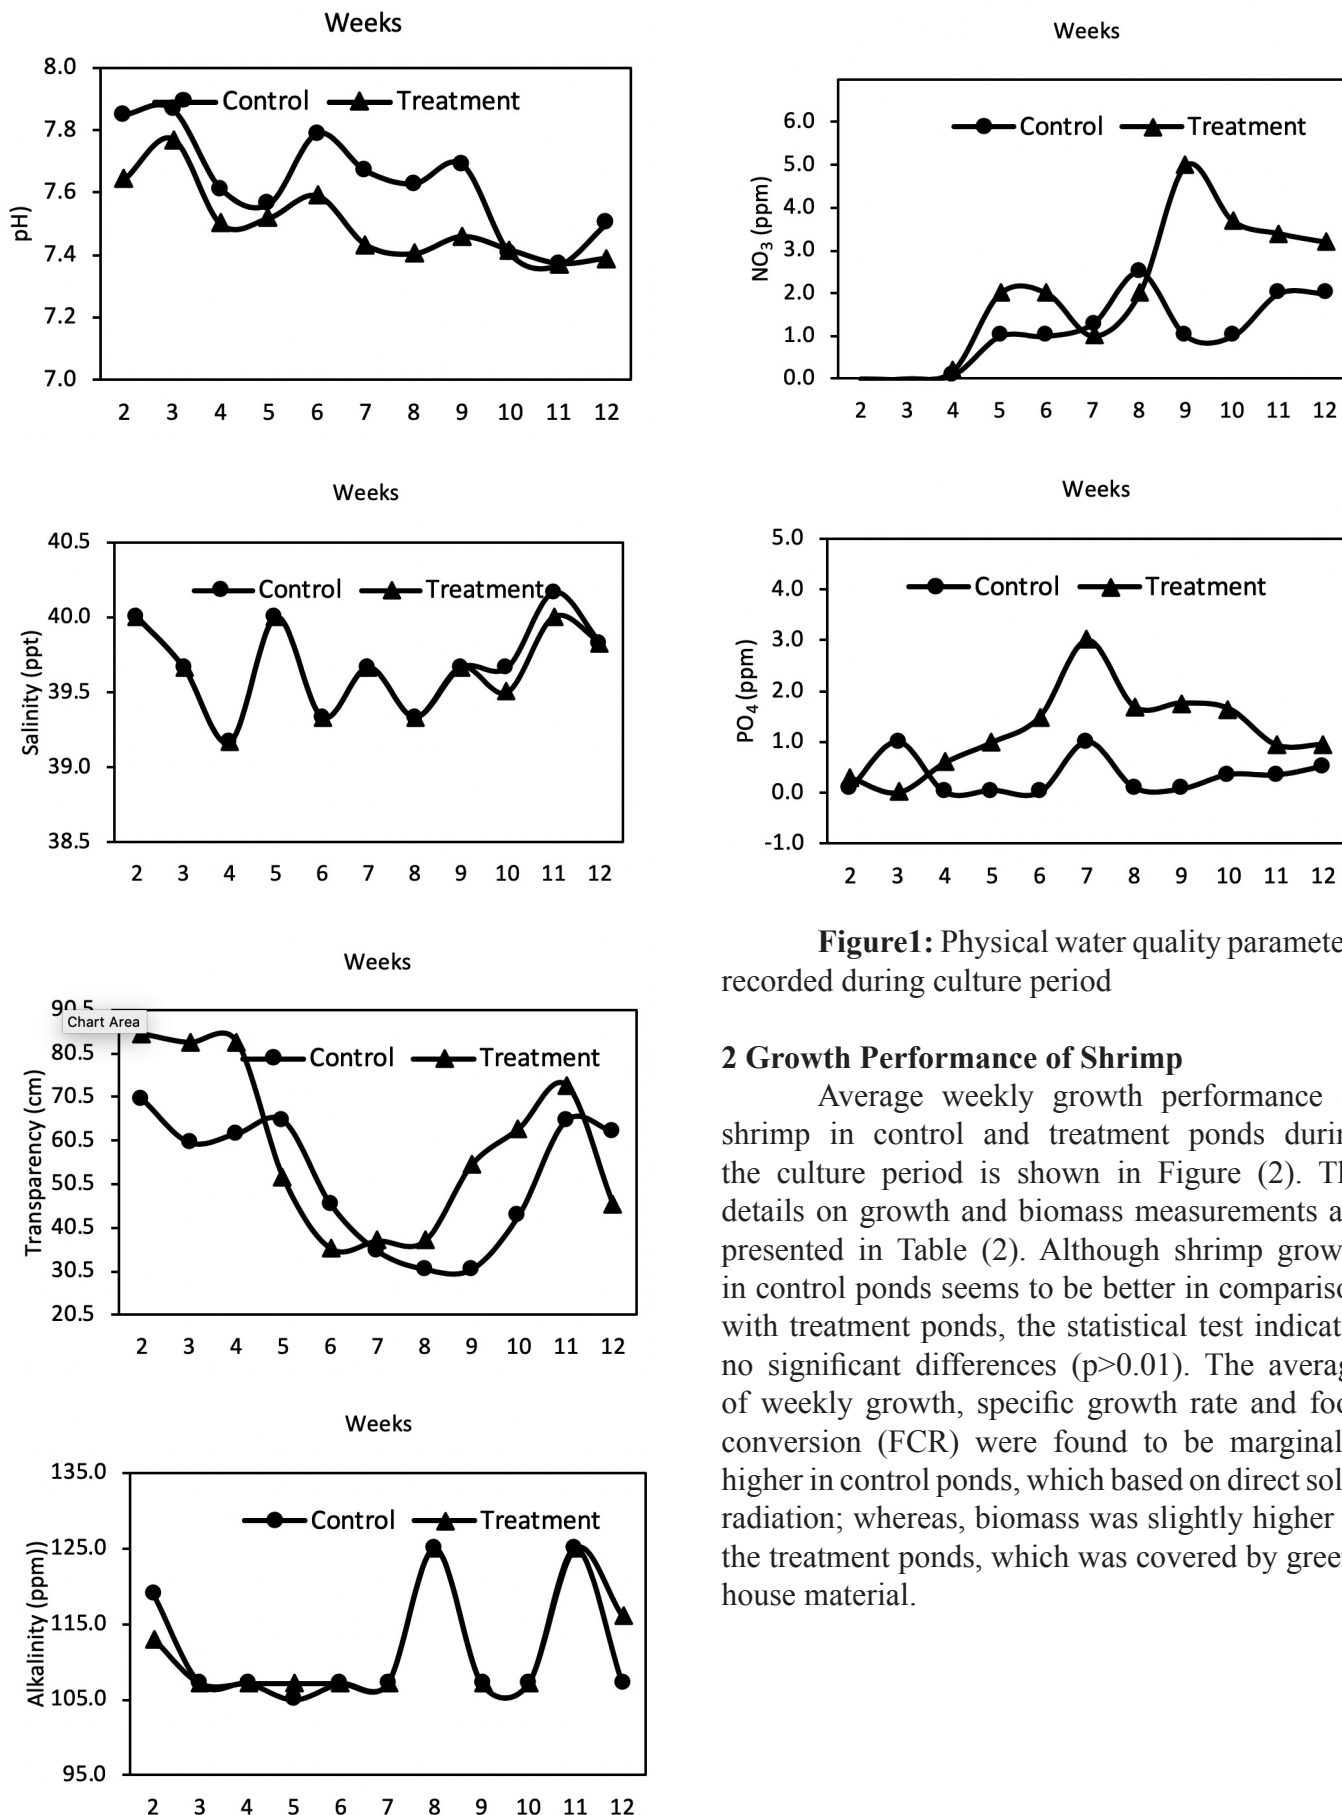 Weeks
8.0
7.8
7.6
7.4
7.2
7.0
pH)
Control
Treatment
2 3 4 5 6 7 8 9 10 11 12
Weeks
40.5
40.0
39.5
39.0
38.5
Salinity (ppt)
Control
Treatment
2 3 4 5 6 7 8 9 10 11 12
Weeks
90.5
Chart Area
80.5
70.5
60.5
50.5
40.5
30.5
20.5
Transparency (cm)
Control
Treatment
2 3 4 5 6 7 8 9 10 11 12
Weeks
135.0
125.0
115.0
105.0
95.0
Alkalinity (ppm))
Control
Treatment
2 3 4 5 6 7 8 9 10 11 12
Weeks
6.0
5.0
4.0
3.0
2.0
1.0
0.0
NO3 (ppm)
Control
Treatment
2 3 4 5 6 7 8 9 10 11 12
Weeks
5.0
4.0
3.0
2.0
1.0
0.0
-1.0
PO4 (ppm)
Control
Treatment
2 3 4 5 6 7 8 9 10 11 12
Figure1: Physical water quality paramete
recorded during culture period
2 Growth Performance of Shrimp
Average weekly growth performance
shrimp in control and treatment ponds durin
the culture period is shown in Figure (2). Th
details on growth and biomass measurements a
presented in Table (2). Although shrimp grow
in control ponds seems to be better in compariso
with treatment ponds, the statistical test indicat
no significant differences (p>0.01). The averag
of weekly growth, specific growth rate and foo
conversion (FCR) were found to be marginal
higher in control ponds, which based on direct sol
radiation; whereas, biomass was slightly higher
the treatment ponds, which was covered by gree
house material.